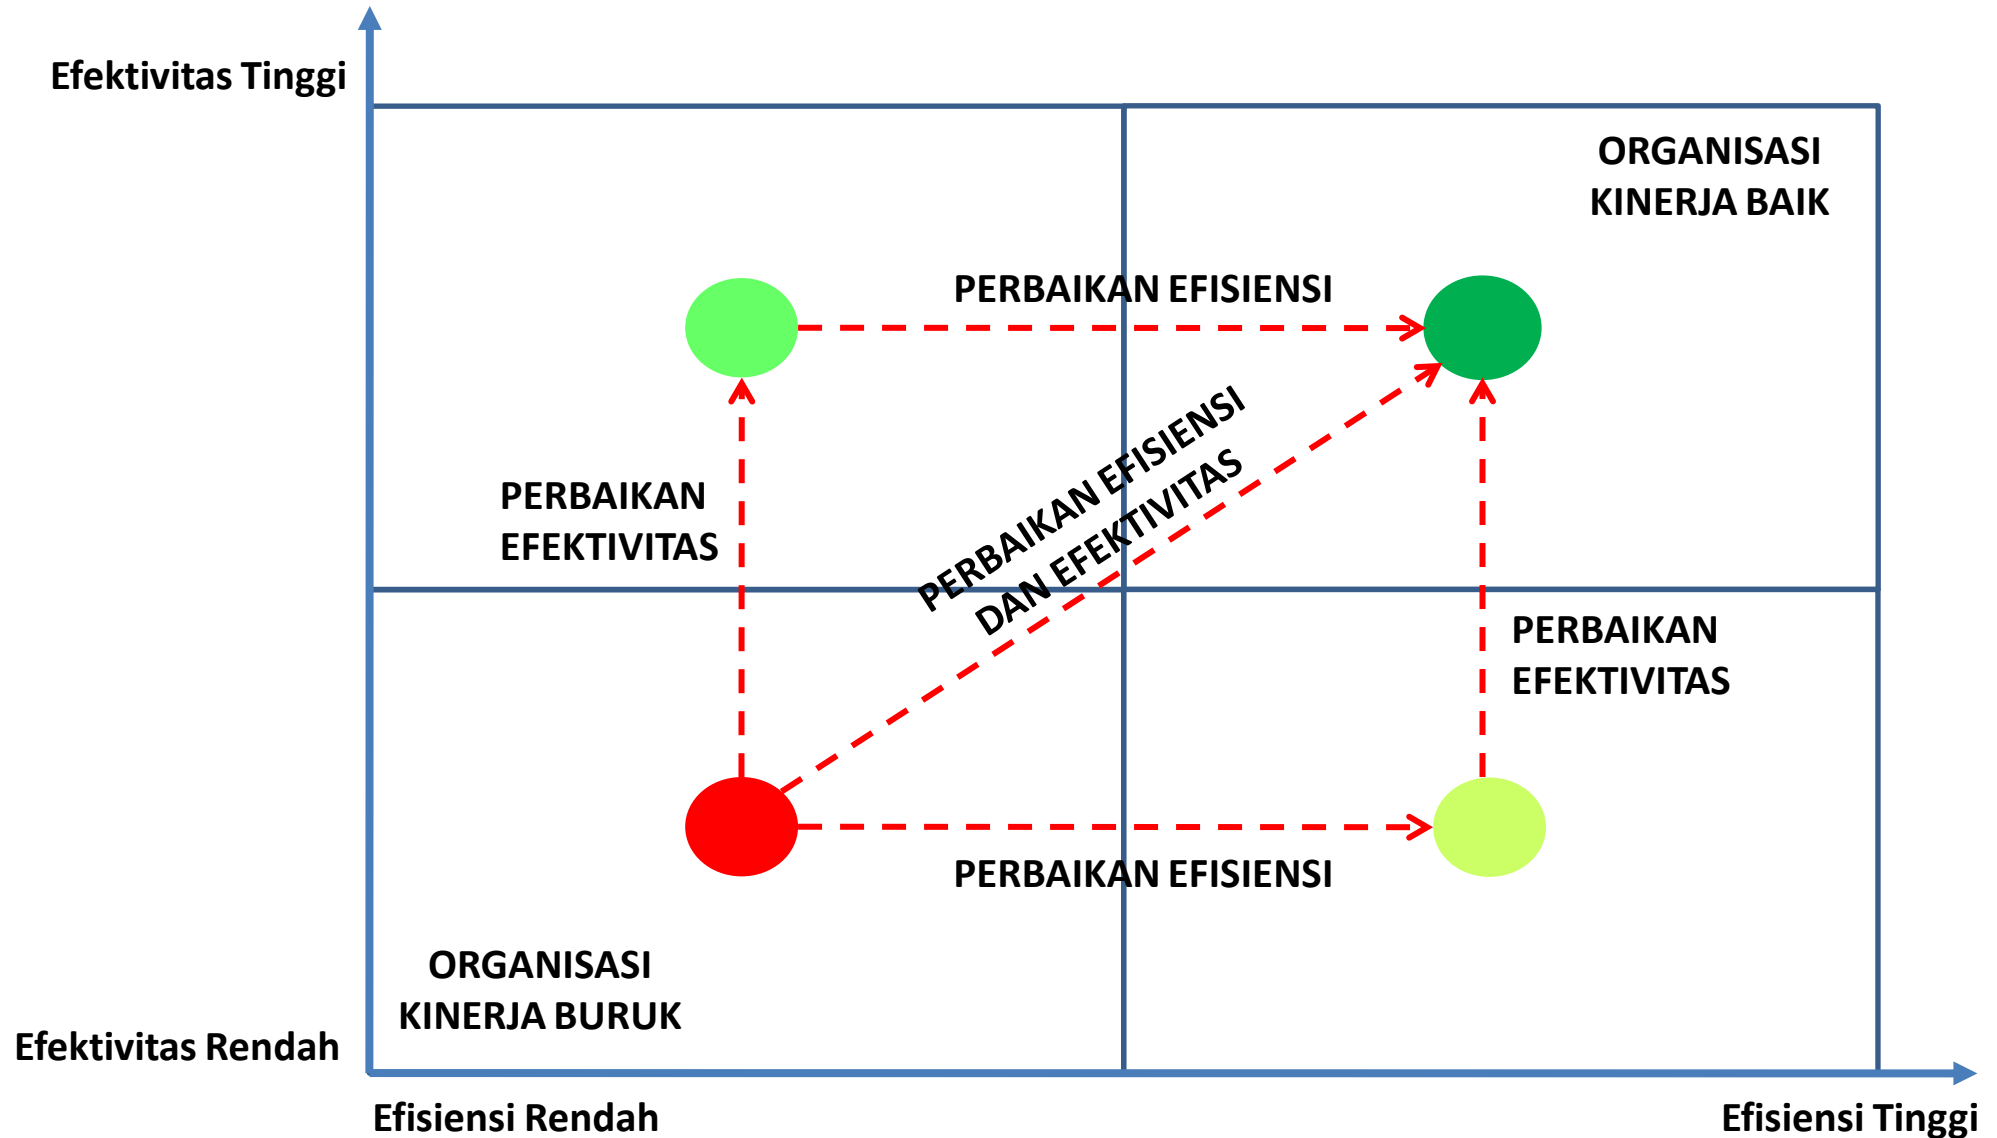 Efektivitas Tinggi
ORGANISASI
KINERJA BAIK
PERBAIKAN EFISIENSI
PERBAIKAN EFISIENSI
DAN EFEKTIVITAS
PERBAIKAN
EFEKTIVITAS
PERBAIKAN
EFEKTIVITAS
PERBAIKAN EFISIENSI
ORGANISASI
KINERJA BURUK
Efektivitas Rendah
Efisiensi Rendah
Efisiensi Tinggi